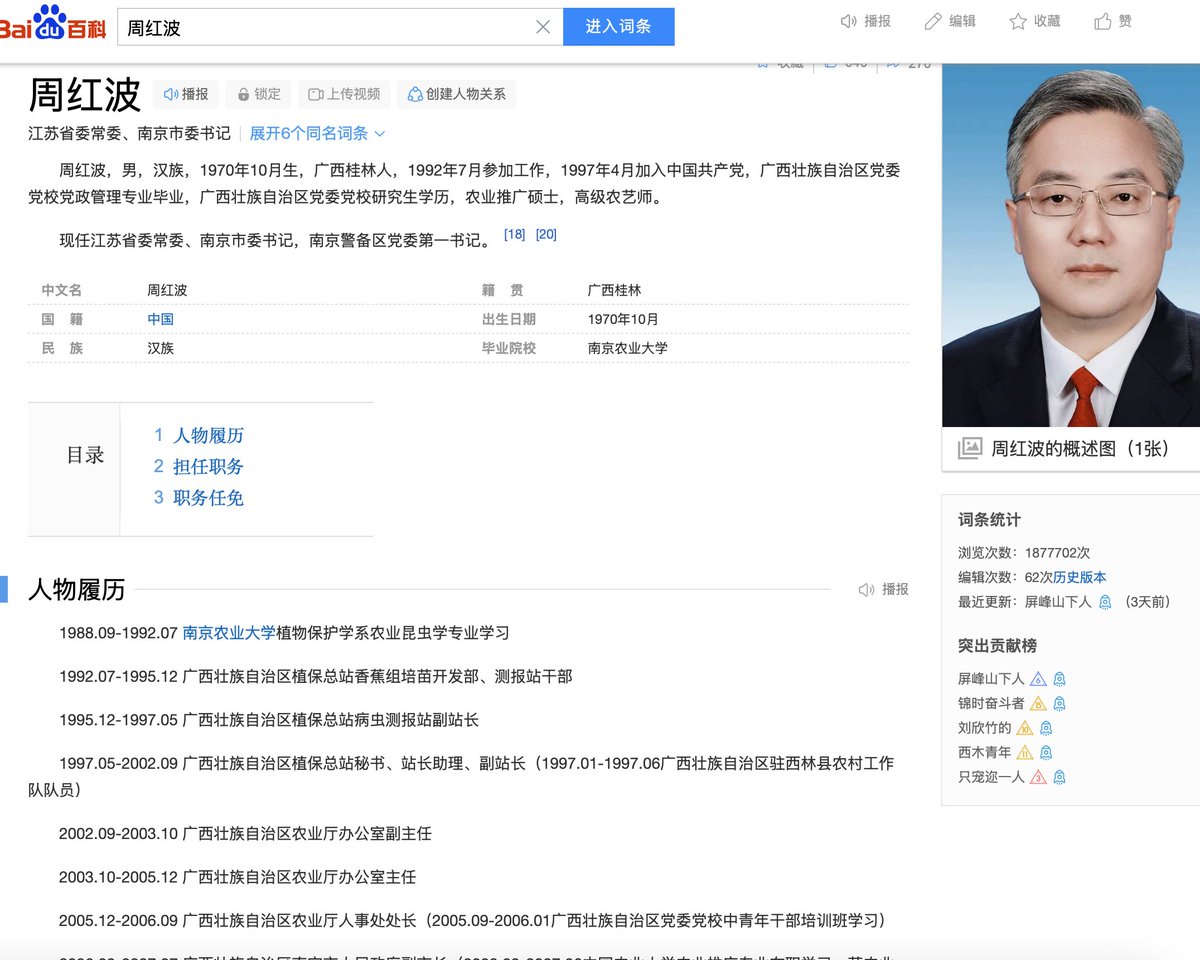 Bai du 百科
周红波
进入词条
播报 编辑 收藏 赞
周红波
播报 锁定 上传视频 创建人物关系
江苏省委常委、南京市委书记 展开6个同名词条
周红波，男，汉族，1970年10月生，广西桂林人，1992年7月参加工作，1997年4月加入中国共产党，广西壮族自治区党委
党校党政管理专业毕业，广西壮族自治区党委党校研究生学历，农业推广硕士，高级农艺师。
现任江苏省委常委、南京市委书记，南京警备区党委第一书记。 [18] [20]
中文名 周红波 籍 贯 广西桂林
国 籍 中国 出生日期 1970年10月
民 族 汉族 毕业院校 南京农业大学
目录
1 人物履历
2 担任职务
3 职务任免
人物履历
播报
1988.09-1992.07 南京农业大学植物保护学系农业昆虫学专业学习
1992.07-1995.12 广西壮族自治区植保总站香蕉组培苗开发部、测报站干部
1995.12-1997.05 广西壮族自治区植保总站病虫测报站副站长
1997.05-2002.09 广西壮族自治区植保总站秘书、站长助理、副站长（1997.01-1997.06广西壮族自治区驻西林县农村工作
队队员）
2002.09-2003.10 广西壮族自治区农业厅办公室副主任
2003.10-2005.12 广西壮族自治区农业厅办公室主任
2005.12-2006.09 广西壮族自治区农业厅人事处处长（2005.09-2006.01广西壮族自治区党委党校中青年干部培训班学习）
周红波的概述图（1张）
词条统计
浏览次数：1877702次
编辑次数：62次历史版本
最近更新：屏峰山下人 （3天前）
突出贡献榜
屏峰山下人 6
锦时奋斗者 15
刘欣竹的 10
西木青年 11
只宠迩一人 3